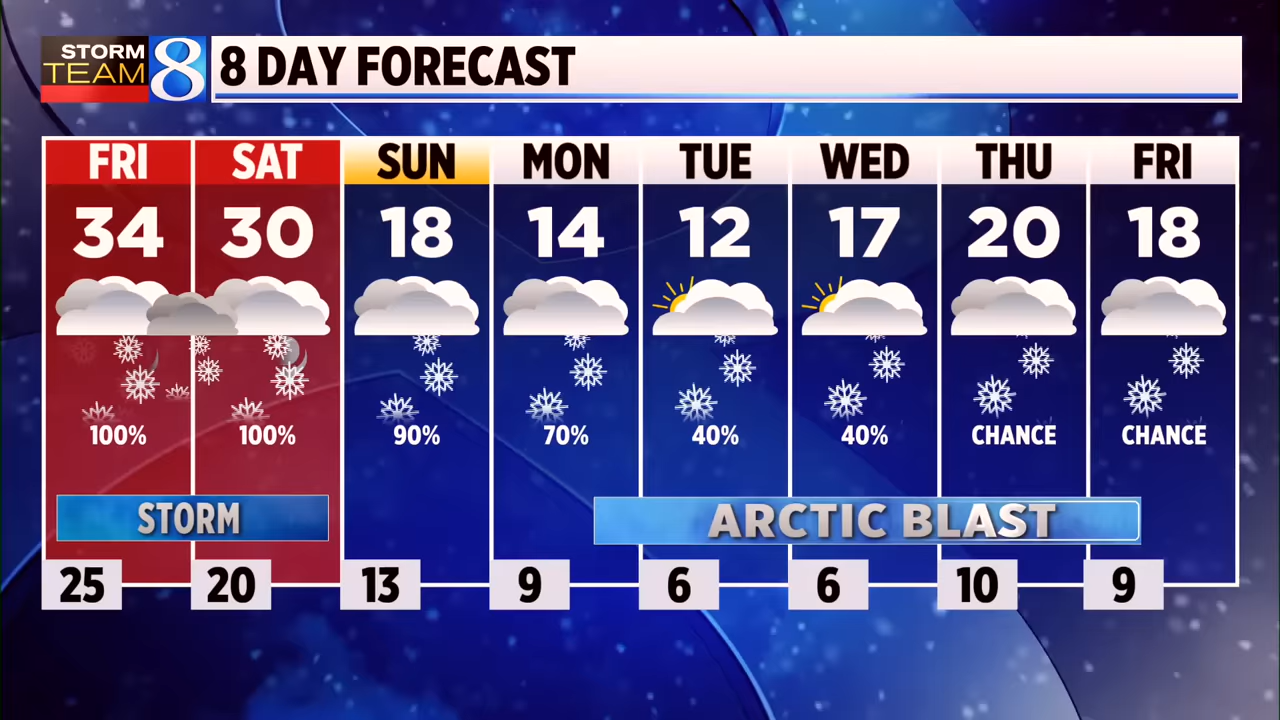 STORM
TEAM 8
8 DAY FORECAST
FRI SAT SUN MON TUE WED THU FRI
34 30 18 14 12 17 20 18
100% 100% 90% 70% 40% 40% CHANCE CHANCE
STORM ARCTIC BLAST
25 20 13 9 6 6 10 9